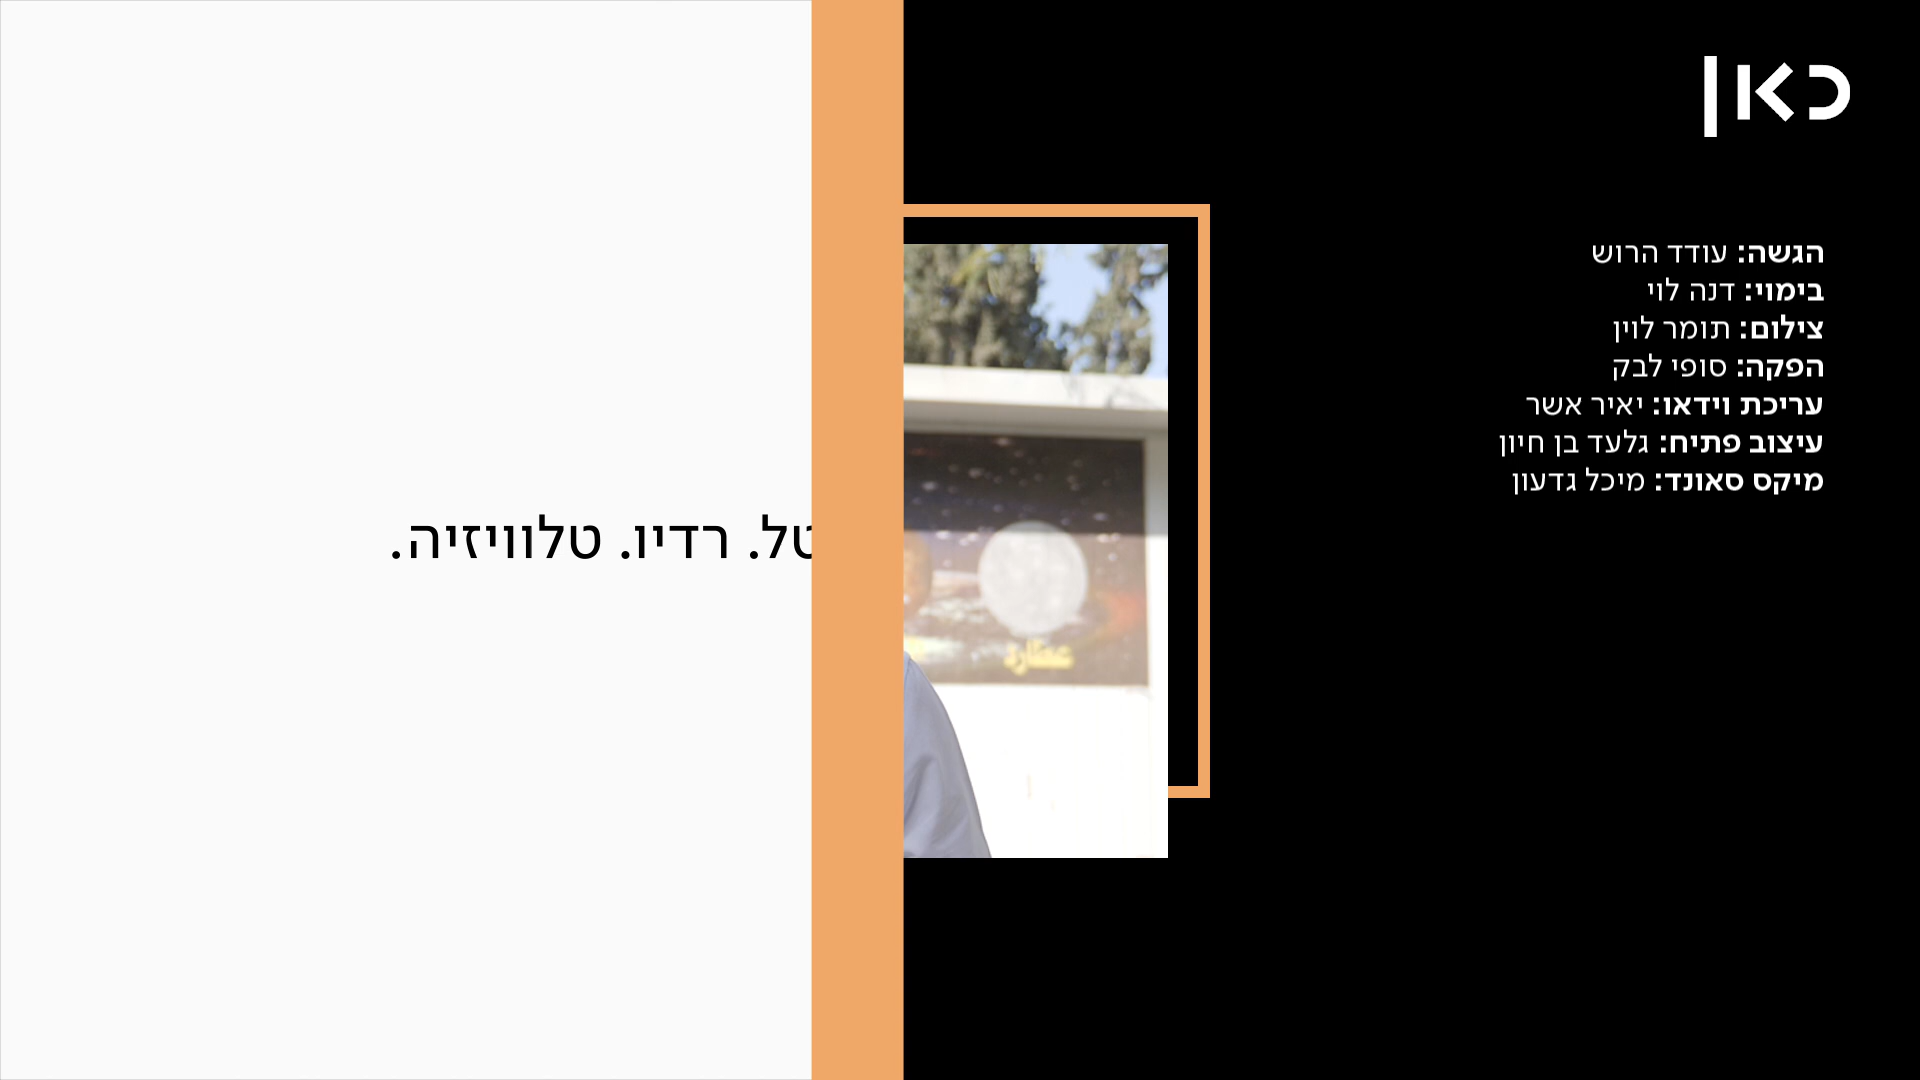 כאן
הגשה: עודד הרוש
בימוי: דנה לוי
צילום: תומר לוין
הפקה: סופי לבק
עריכת וידאו: יאיר אשר
עיצוב פתיח: גלעד בן חיון
מיקס סאונד: מיכל גדעון
عطارد
טל. רדיו. טלוויזיה.